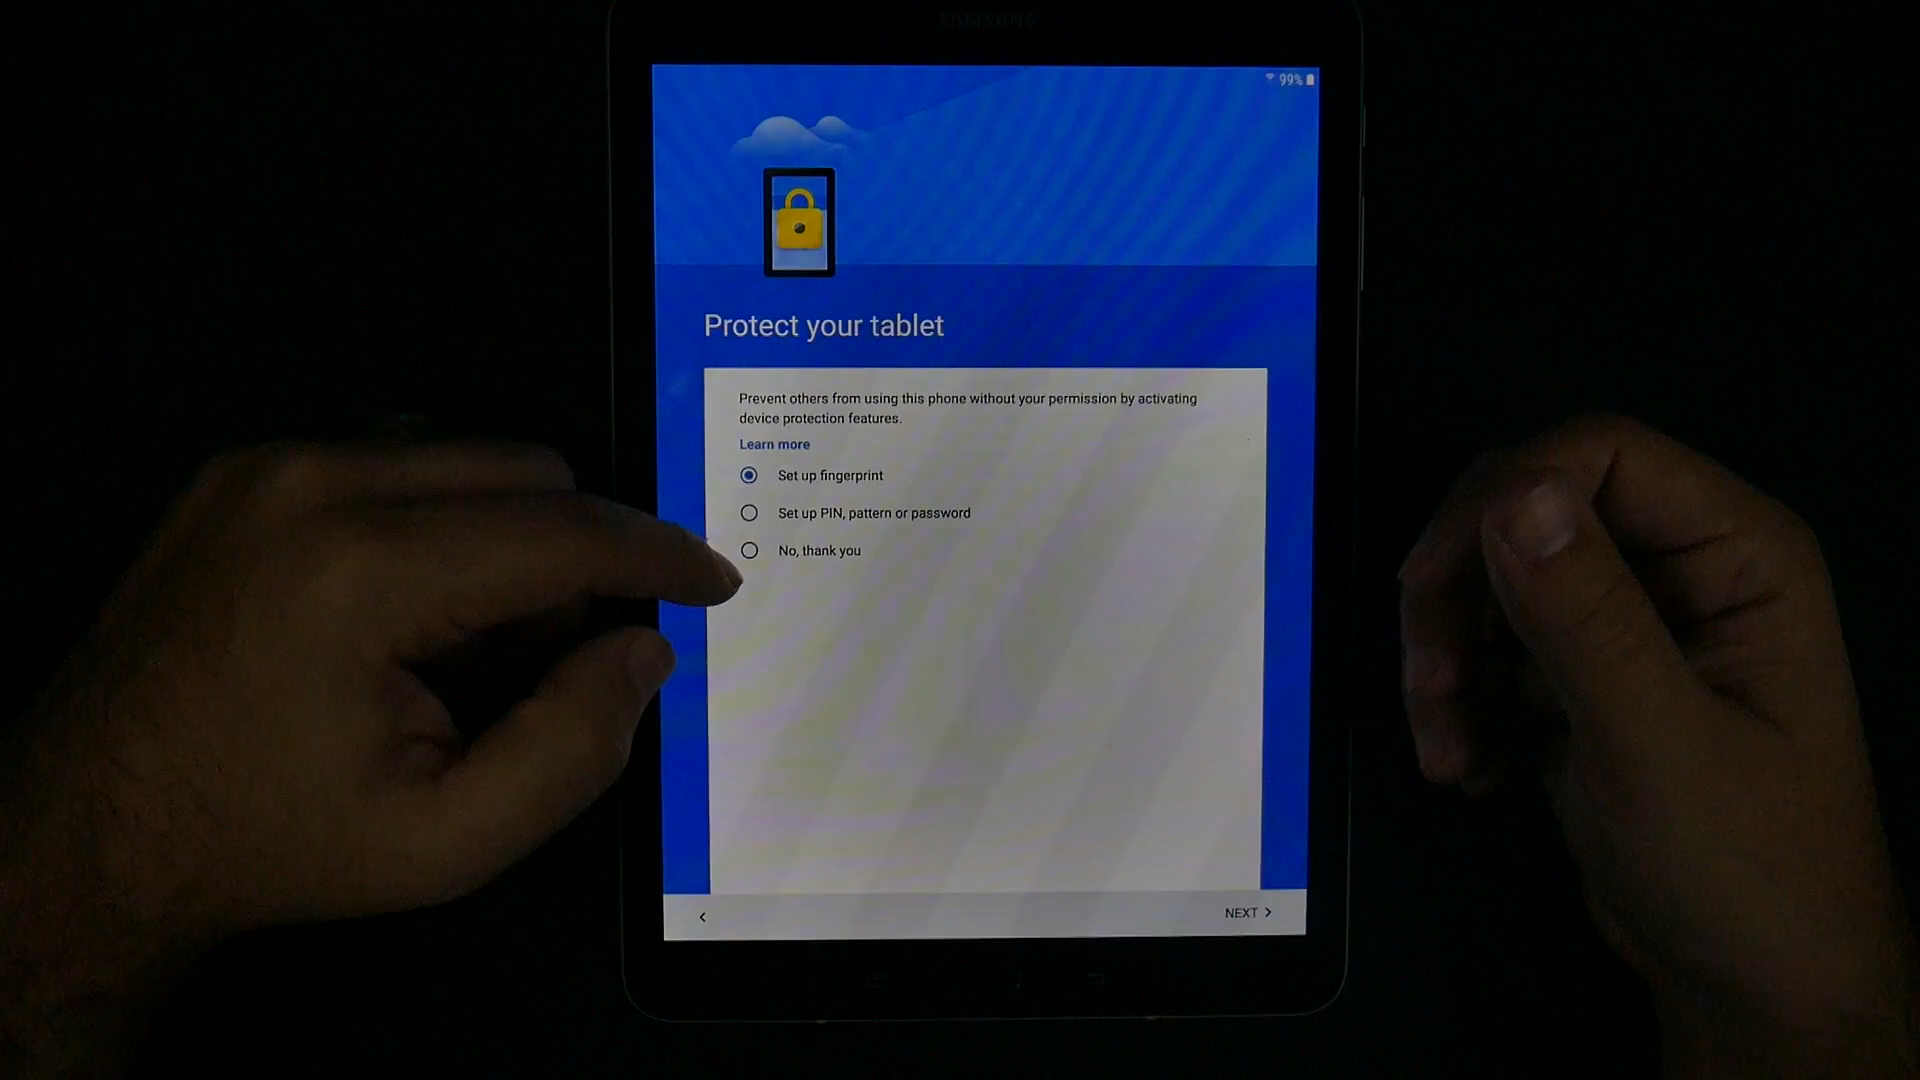 SAMSUNG
99%
Protect your tablet
Prevent others from using this phone without your permission by activating
device protection features.
Learn more
Set up fingerprint
Set up PIN, pattern or password
No, thank you
NEXT